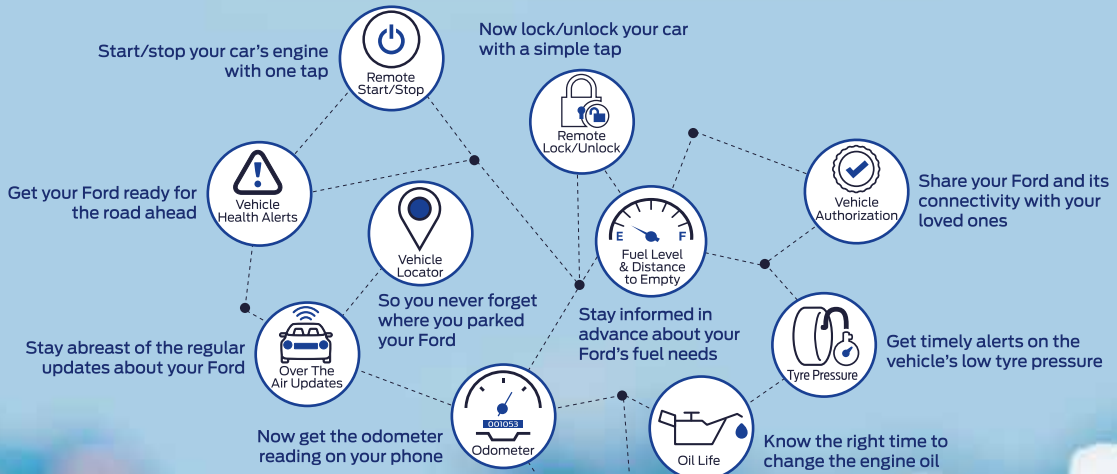 Start/stop your car's engine
with one tap
Remote
Start/Stop
Now lock/unlock your car
with a simple tap
Remote
Lock/Unlock
Get your Ford ready for
the road ahead
Vehicle
Health Alerts
Vehicle
Locator
So you never forget
where you parked
your Ford
E F
Fuel Level
& Distance
to Empty
Stay informed in
advance about your
Ford's fuel needs
Vehicle
Authorization
Share your Ford and its
connectivity with your
loved ones
Stay abreast of the regular
updates about your Ford
Over The
Air Updates
Tyre Pressure
Get timely alerts on the
vehicle's low tyre pressure
Now get the odometer
reading on your phone
001053
Odometer
Oil Life
Know the right time to
change the engine oil